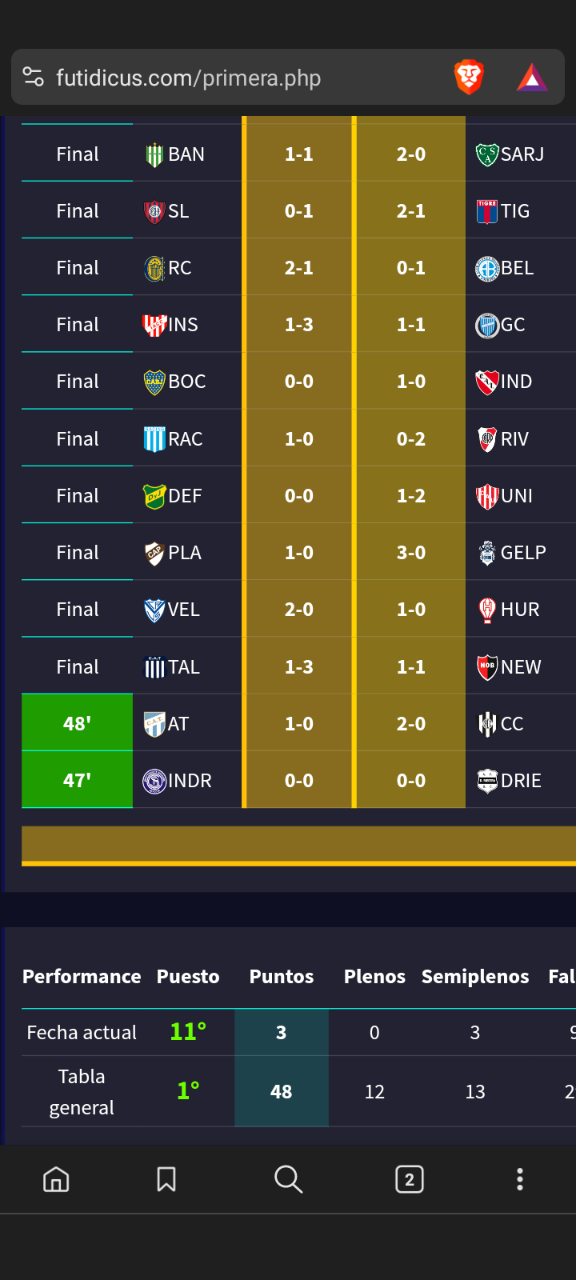 futidicus.com/primera.php
Final BAN 1-1 2-0 SARJ
Final SL 0-1 2-1 TIG
Final RC 2-1 0-1 BEL
Final INS 1-3 1-1 GC
Final BOC 0-0 1-0 IND
Final RAC 1-0 0-2 RIV
Final DEF 0-0 1-2 UNI
Final PLA 1-0 3-0 GELP
Final VEL 2-0 1-0 HUR
Final TAL 1-3 1-1 NEW
48' AT 1-0 2-0 CC
47' INDR 0-0 0-0 DRIE
Performance Puesto Puntos Plenos Semiplenos Fal
Fecha actual 11° 3 0 3 9
Tabla general 1° 48 12 13 2
2